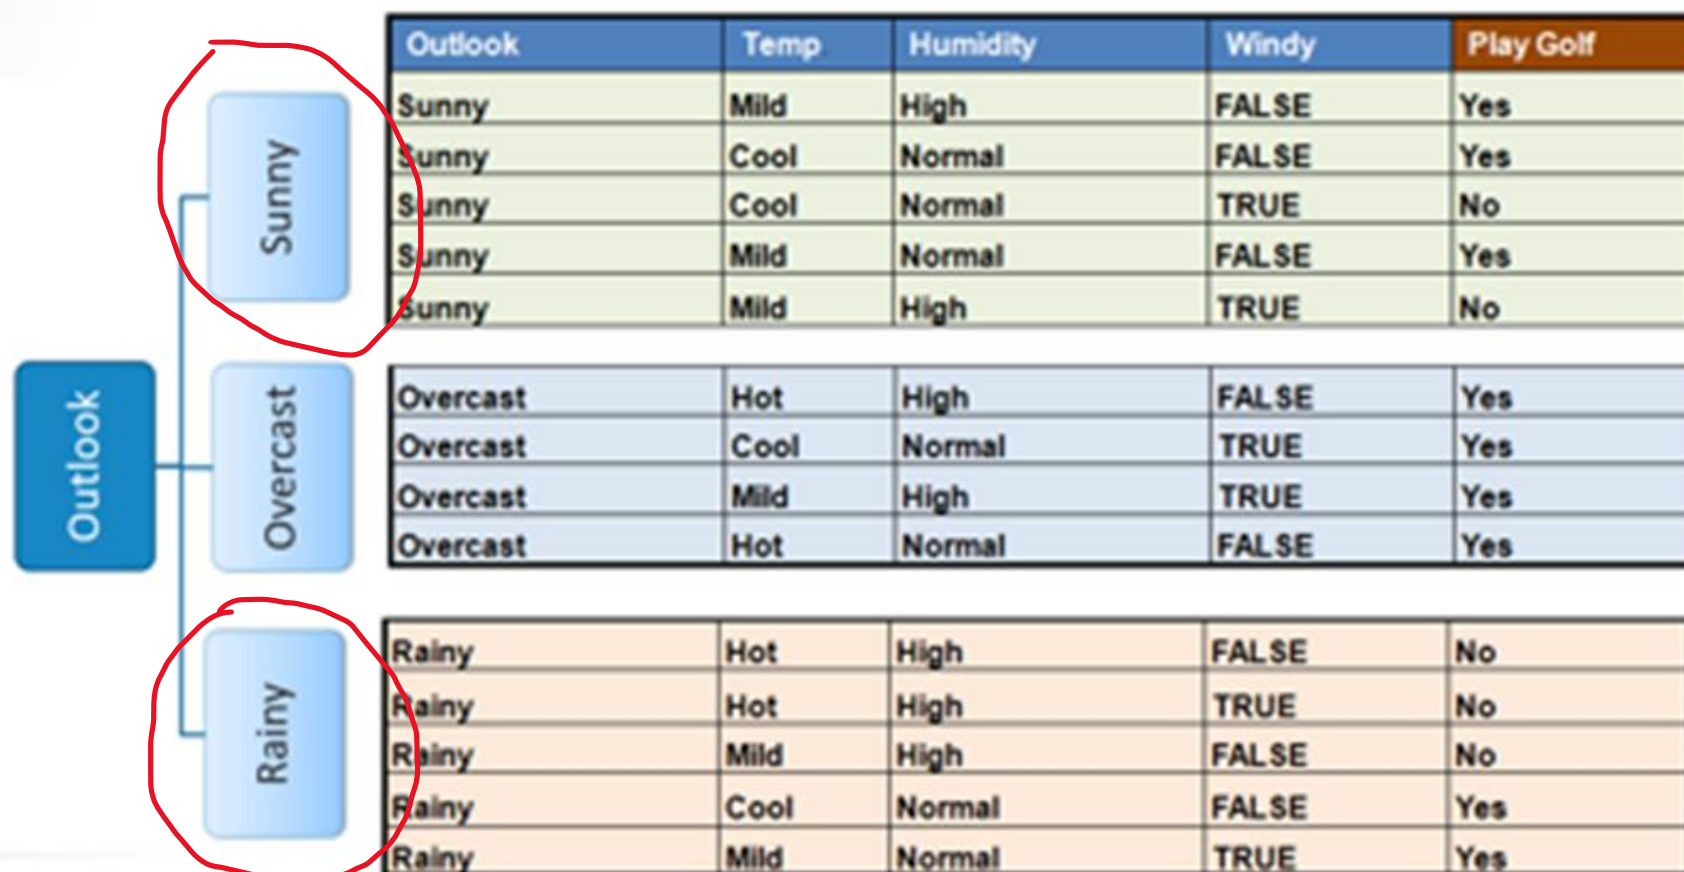 Outlook Temp Humidity Windy Play Golf
Sunny Mild High FALSE Yes
Sunny Cool Normal FALSE Yes
Sunny Cool Normal TRUE No
Sunny Mild Normal FALSE Yes
Sunny Mild High TRUE No
Sunny
Outlook
Overcast
Overcast Hot High FALSE Yes
Overcast Cool Normal TRUE Yes
Overcast Mild High TRUE Yes
Overcast Hot Normal FALSE Yes
Rainy
Rainy Hot High FALSE No
Rainy Hot High TRUE No
Rainy Mild High FALSE No
Rainy Cool Normal FALSE Yes
Rainy Mild Normal TRUE Yes